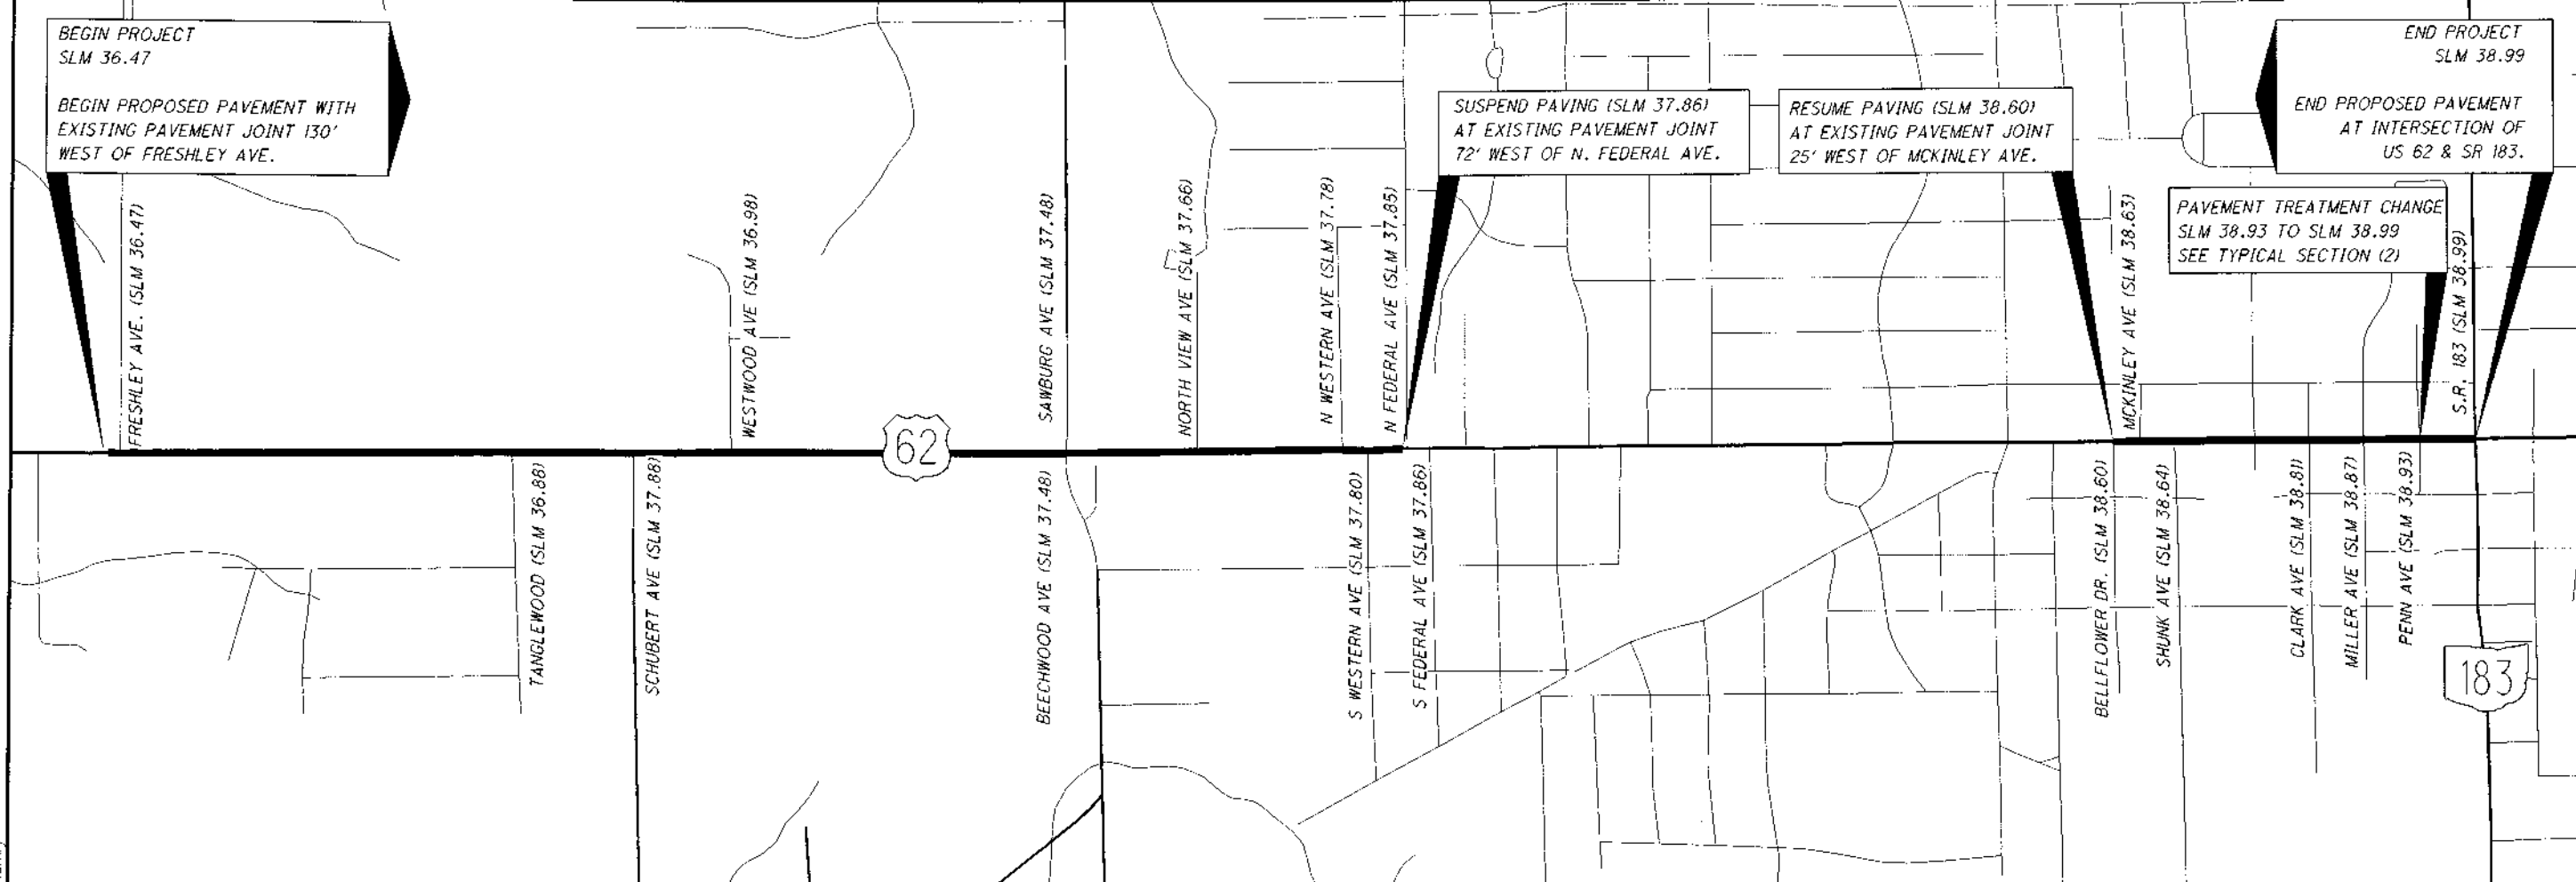 BEGIN PROJECT
SLM 36.47
BEGIN PROPOSED PAVEMENT WITH
EXISTING PAVEMENT JOINT 130'
WEST OF FRESHLEY AVE.
SUSPEND PAVING (SLM 37.86)
AT EXISTING PAVEMENT JOINT
72' WEST OF N. FEDERAL AVE.
RESUME PAVING (SLM 38.60)
AT EXISTING PAVEMENT JOINT
25' WEST OF MCKINLEY AVE.
END PROJECT
SLM 38.99
END PROPOSED PAVEMENT
AT INTERSECTION OF
US 62 & SR 183.
PAVEMENT TREATMENT CHANGE
SLM 38.93 TO SLM 38.99
SEE TYPICAL SECTION (2)
FRESHLEY AVE. (SLM 36.47)
WESTWOOD AVE (SLM 36.98)
SAWBURG AVE (SLM 37.48)
NORTH VIEW AVE (SLM 37.66)
N WESTERN AVE (SLM 37.78)
N FEDERAL AVE (SLM 37.85)
MCKINLEY AVE (SLM 38.63)
S.R. 183 (SLM 38.99)
62
TANGLEWOOD (SLM 36.88)
SCHUBERT AVE (SLM 37.88)
BEECHWOOD AVE (SLM 37.48)
S WESTERN AVE (SLM 37.80)
S FEDERAL AVE (SLM 37.86)
BELLFLOWER DR. (SLM 38.60)
SHUNK AVE (SLM 38.64)
CLARK AVE (SLM 38.81)
MILLER AVE (SLM 38.87)
PENN AVE (SLM 38.93)
183